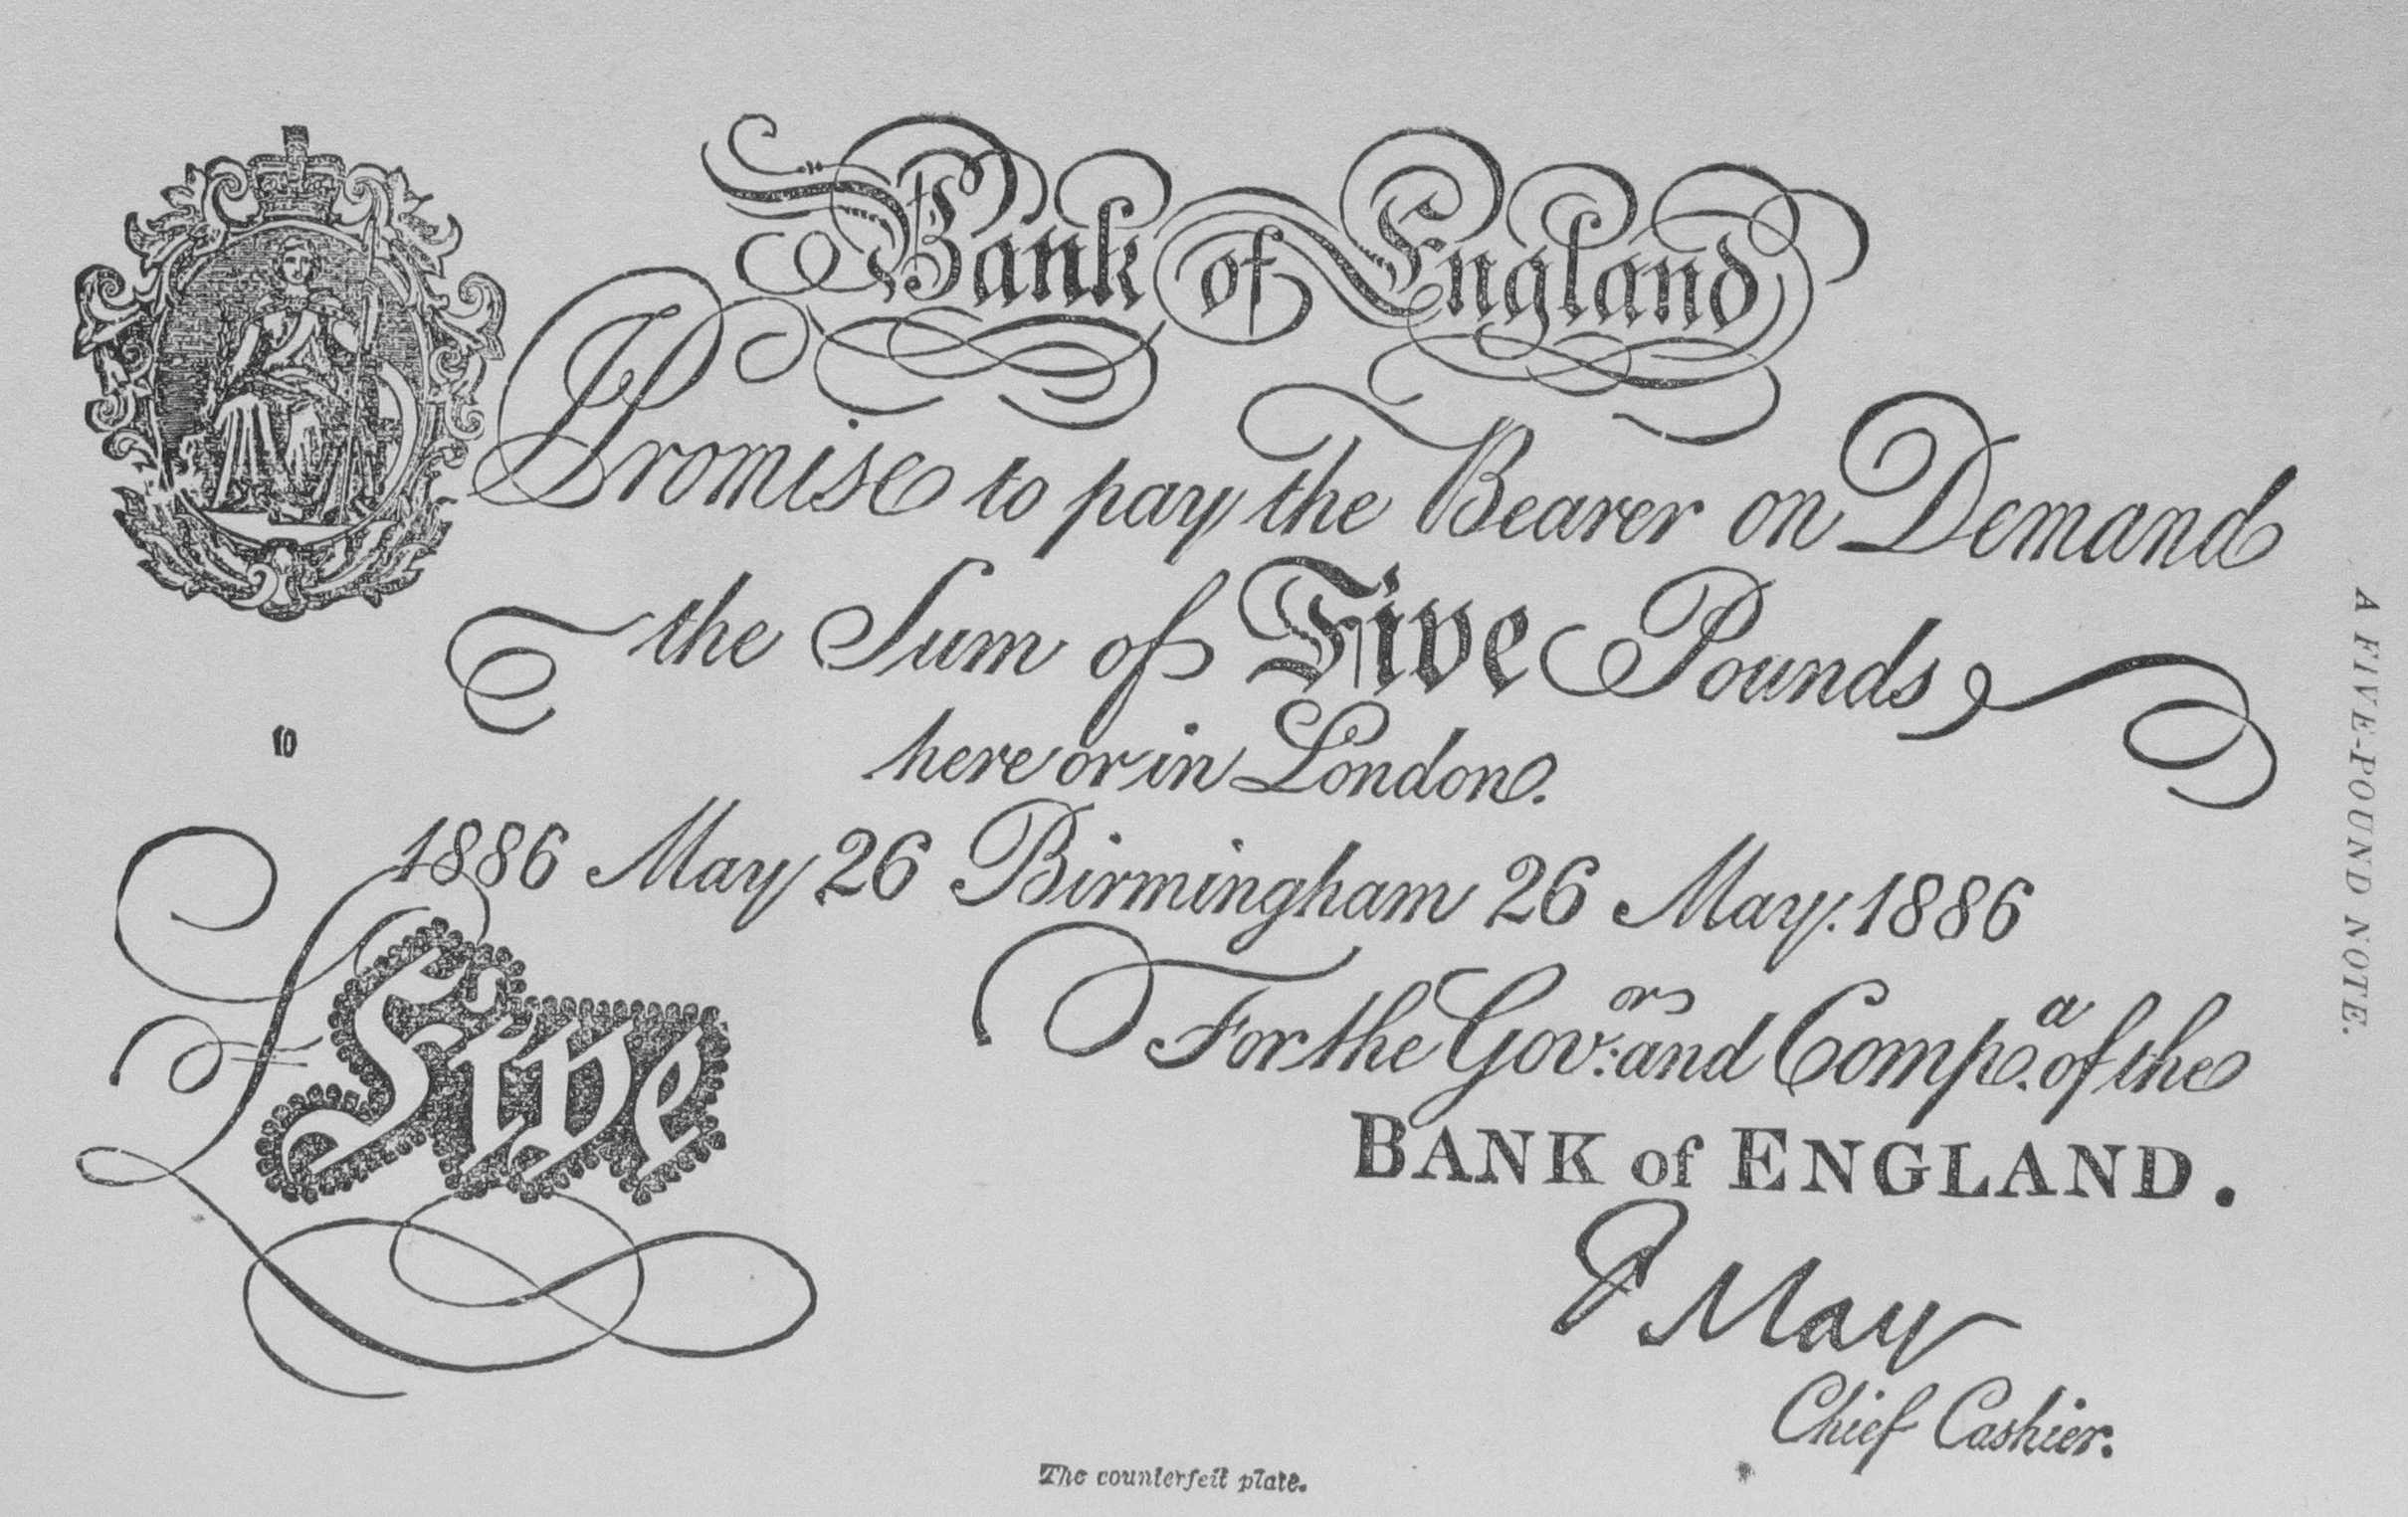 Bank of England
I Promise to pay the Bearer on Demand
the Sum of Five Pounds
here or in London.
1886 May 26 Birmingham 26 May. 1886
For the Gov.ors and Comp.a of the
BANK of ENGLAND.
F May
Chief Cashier.
£ Five
10
The counterfeit plate.
A FIVE-POUND NOTE.